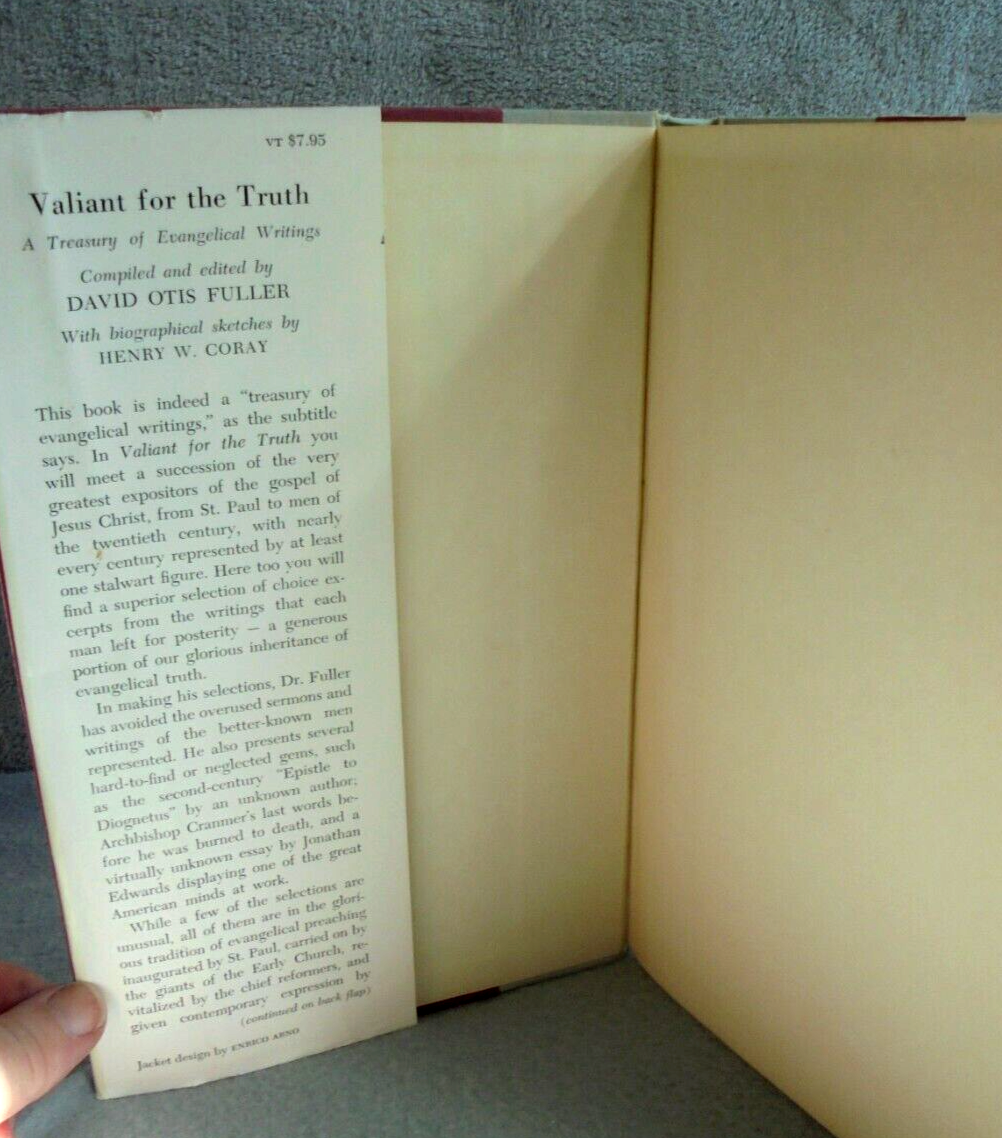 VT $7.95
Valiant for the Truth
A Treasury of Evangelical Writings
Compiled and edited by
DAVID OTIS FULLER
With biographical sketches by
HENRY W. CORAY
This book is indeed a “treasury of
evangelical writings,” as the subtitle
says. In Valiant for the Truth you
will meet a succession of the very
greatest expositors of the gospel of
Jesus Christ, from St. Paul to men of
the twentieth century, with nearly
every century represented by at least
one stalwart figure. Here too you will
find a superior selection of choice ex-
cerpts from the writings that each
man left for posterity — a generous
portion of our glorious inheritance of
evangelical truth.
In making his selections, Dr. Fuller
has avoided the overused sermons and
writings of the better-known men
represented. He also presents several
hard-to-find or neglected gems, such
as the second-century “Epistle to
Diognetus” by an unknown author;
Archbishop Cranmer's last words be-
fore he was burned to death, and a
virtually unknown essay by Jonathan
Edwards displaying one of the great
American minds at work.
While a few of the selections are
unusual, all of them are in the glori-
ous tradition of evangelical preaching
inaugurated by St. Paul, carried on by
the giants of the Early Church, re-
vitalized by the chief reformers, and
given contemporary expression by
(continued on back flap)
Jacket design by ENRICO ARNO